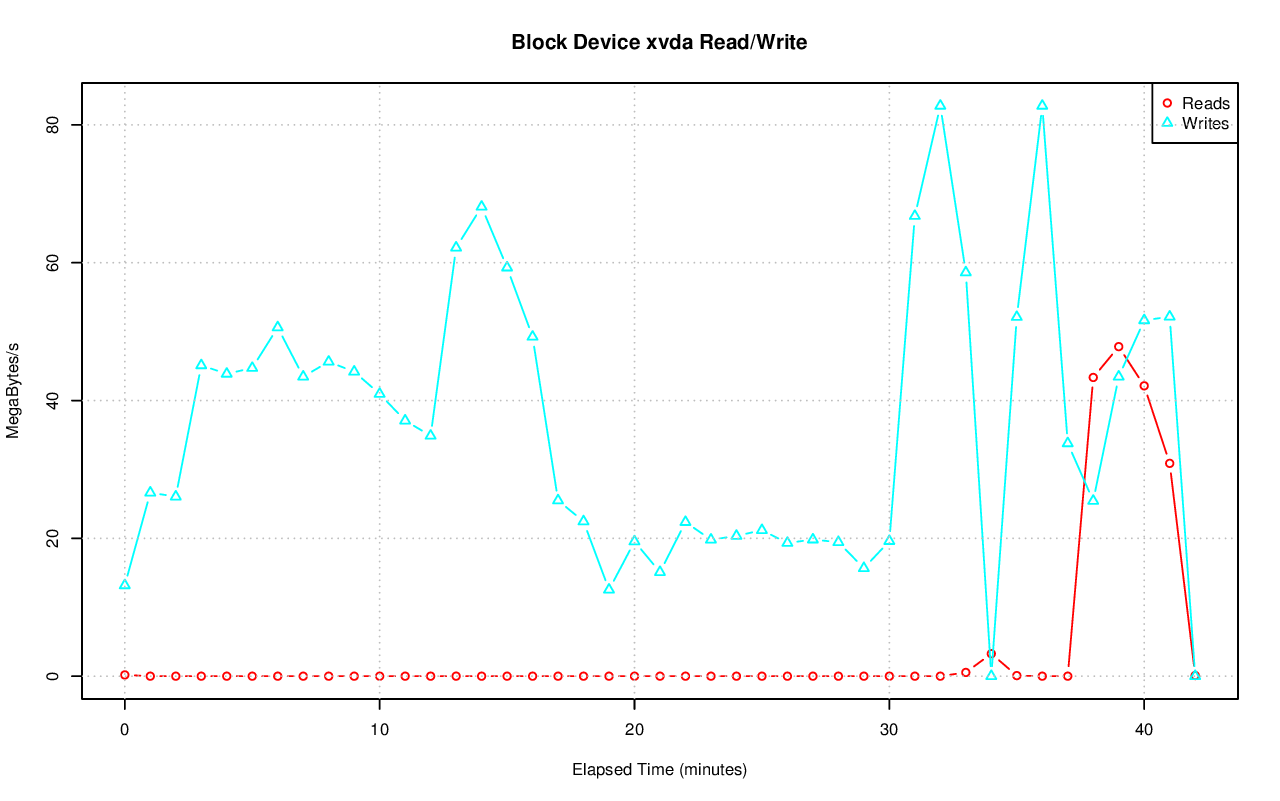 Block Device xvda Read/Write
Reads
Writes
80
60
40
20
0
MegaBytes/s
0 10 20 30 40
Elapsed Time (minutes)